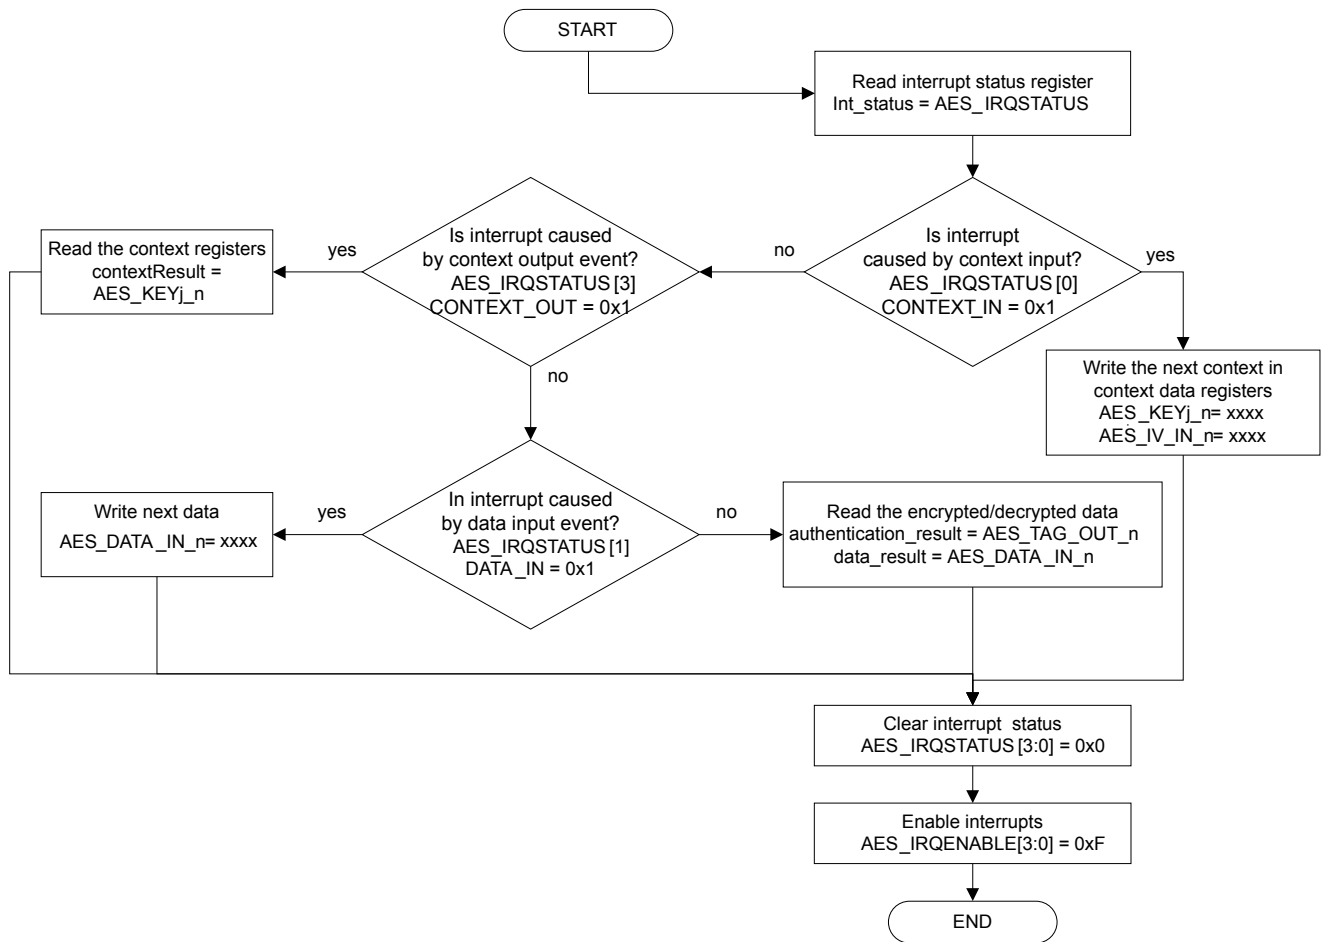 START
Read interrupt status register
Int_status = AES_IRQSTATUS
Is interrupt
caused by context input?
AES_IRQSTATUS[0]
CONTEXT_IN = 0x1
no
yes
Is interrupt caused
by context output event?
AES_IRQSTATUS[3]
CONTEXT_OUT = 0x1
yes
no
Read the context registers
contextResult =
AES_KEYj_n
Write the next context in
context data registers
AES_KEYj_n= xxxx
AES_IV_IN_n= xxxx
In interrupt caused
by data input event?
AES_IRQSTATUS[1]
DATA_IN = 0x1
yes
no
Write next data
AES_DATA_IN_n= xxxx
Read the encrypted/decrypted data
authentication_result = AES_TAG_OUT_n
data_result = AES_DATA_IN_n
Clear interrupt status
AES_IRQSTATUS[3:0] = 0x0
Enable interrupts
AES_IRQENABLE[3:0] = 0xF
END